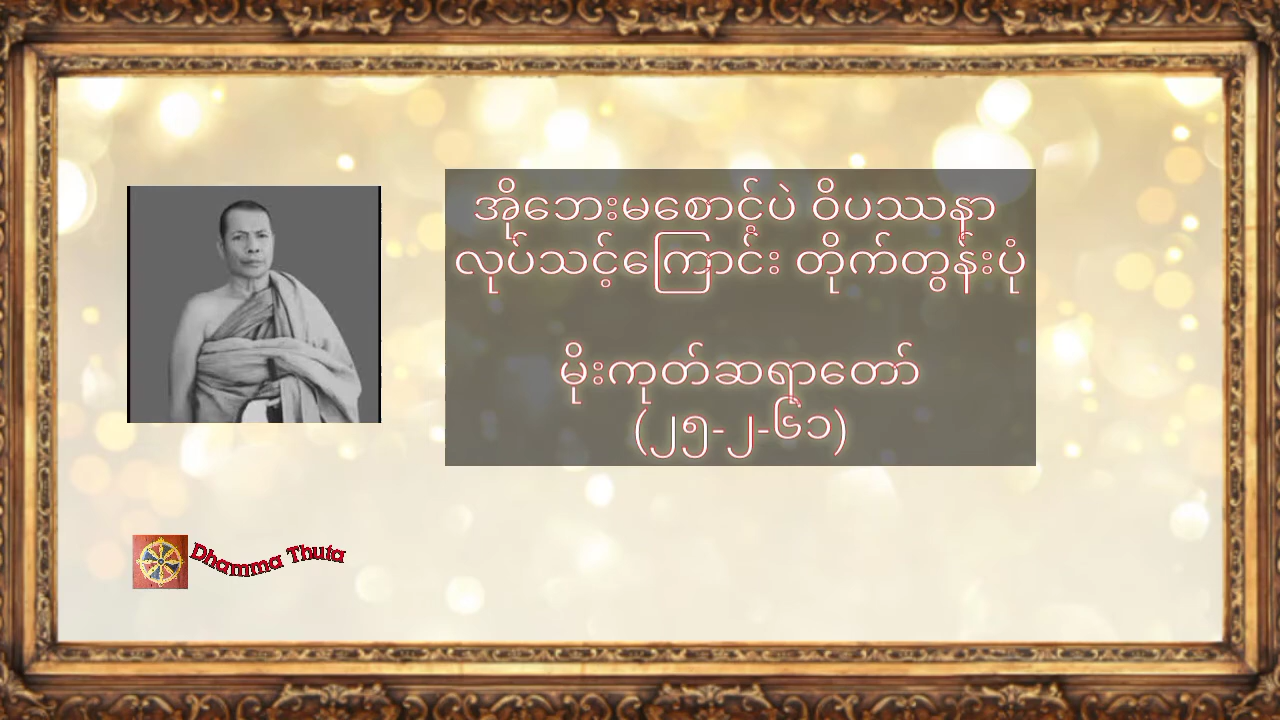 အိုဘေးမစောင့်ပဲ ဝိပဿနာ
လုပ်သင့်ကြောင်း တိုက်တွန်းပုံ
မိုးကုတ်ဆရာတော်
(၂၅-၂-၆၁)
Dhamma Thuta